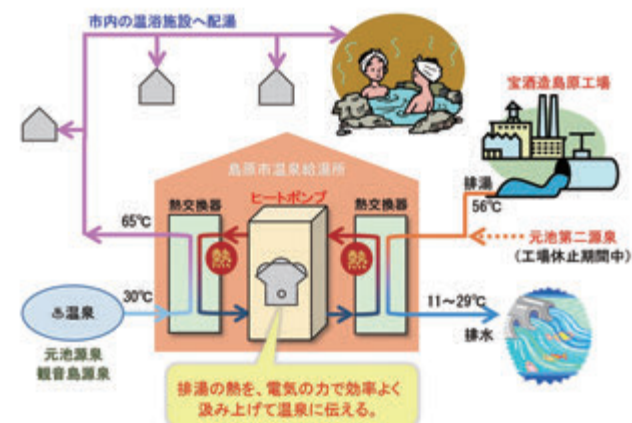 市内の温浴施設へ配湯
宝酒造島原工場
島原市温泉給湯所
ヒートポンプ
熱交換器
熱交換器
排湯
56℃
65℃
熱
熱
元池第二源泉
(工場休止期間中)
30℃
11～29℃
♨温泉
排水
元池源泉
観音島源泉
排湯の熱を、電気の力で効率よく
汲み上げて温泉に伝える。